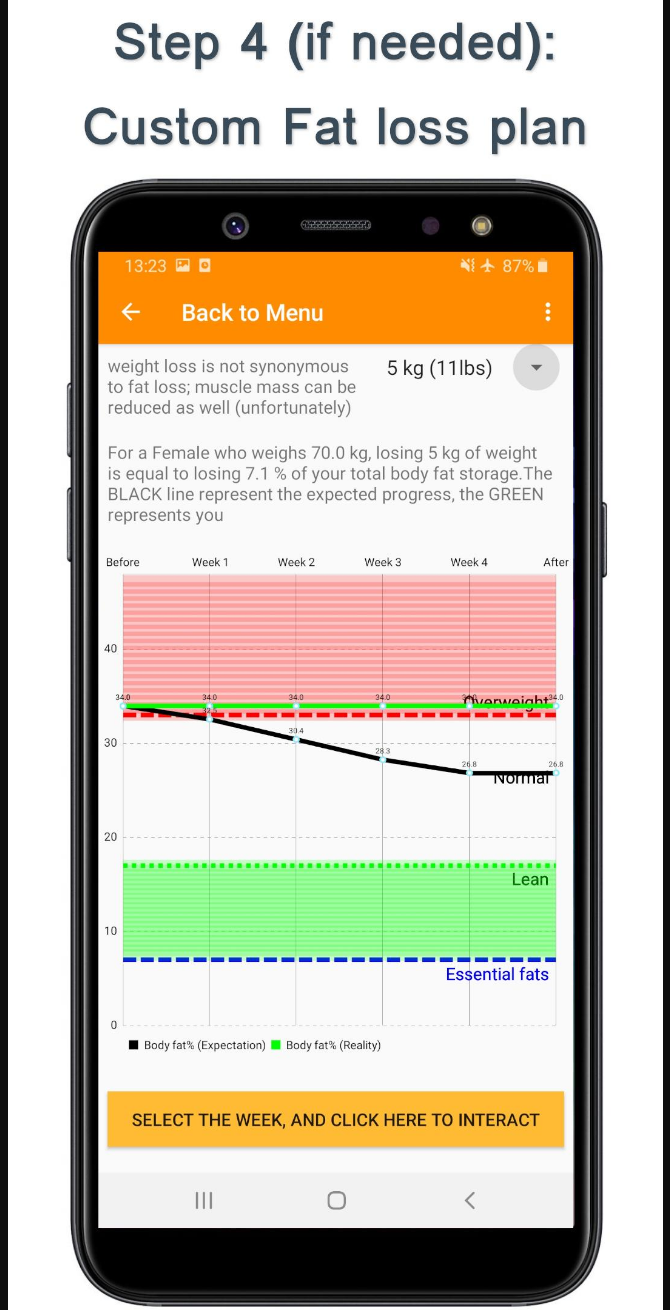 Step 4 (if needed):
Custom Fat loss plan
13:23
87%
Back to Menu
weight loss is not synonymous
to fat loss; muscle mass can be
reduced as well (unfortunately)
5 kg (11lbs)
For a Female who weighs 70.0 kg, losing 5 kg of weight
is equal to losing 7.1 % of your total body fat storage.The
BLACK line represent the expected progress, the GREEN
represents you
Before Week 1 Week 2 Week 3 Week 4 After
40
34.0 34.0 34.0 34.0 34.0
Overweight
30
30.4
28.3
26.8 26.8
Normal
20
Lean
10
Essential fats
0
Body fat% (Expectation) Body fat% (Reality)
SELECT THE WEEK, AND CLICK HERE TO INTERACT